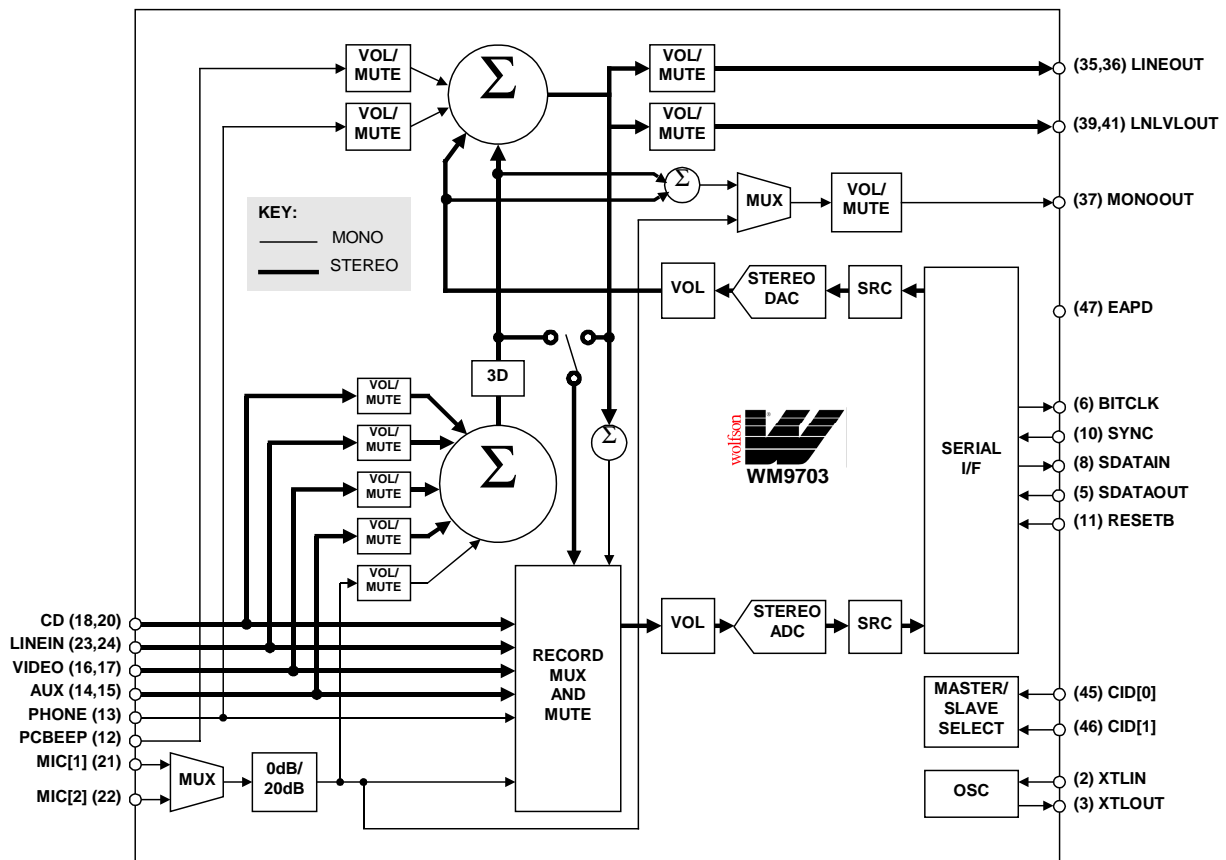 VOL/
MUTE
VOL/
MUTE
Σ
VOL/
MUTE
VOL/
MUTE
(35,36) LINEOUT
(39,41) LNLVLOUT
Σ
MUX
VOL/
MUTE
(37) MONOOUT
KEY:
MONO
STEREO
VOL
STEREO
DAC
SRC
(47) EAPD
3D
VOL/
MUTE
VOL/
MUTE
VOL/
MUTE
VOL/
MUTE
VOL/
MUTE
Σ
Σ
wolfson
WM9703
SERIAL
I/F
(6) BITCLK
(10) SYNC
(8) SDATAIN
(5) SDATAOUT
(11) RESETB
CD (18,20)
LINEIN (23,24)
VIDEO (16,17)
AUX (14,15)
PHONE (13)
PCBEEP (12)
MIC[1] (21)
MIC[2] (22)
MUX
0dB/
20dB
RECORD
MUX
AND
MUTE
VOL
STEREO
ADC
SRC
MASTER/
SLAVE
SELECT
(45) CID[0]
(46) CID[1]
OSC
(2) XTLIN
(3) XTLOUT